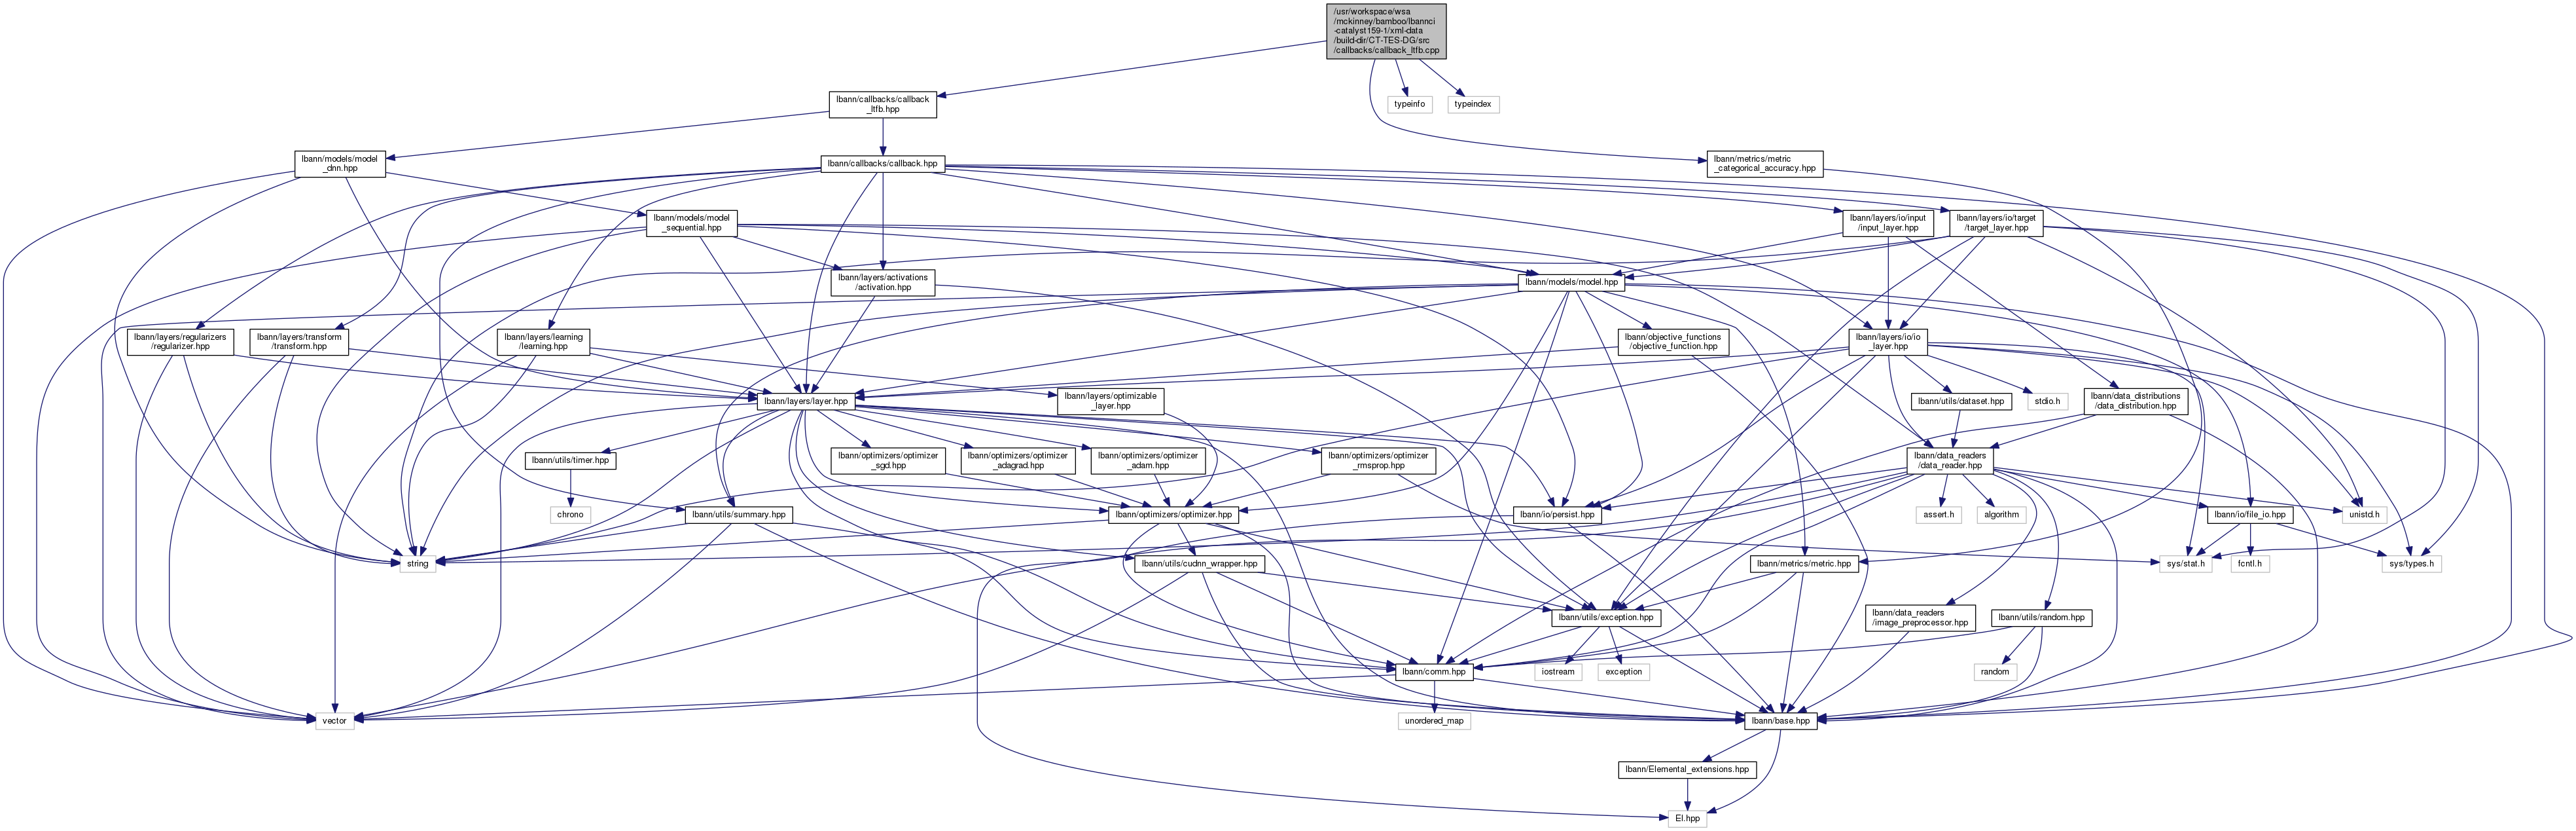 /usr/workspace/wsa
/mckinney/bamboo/lbannci
-catalyst159-1/xml-data
/build-dir/CT-TES-DG/src
/callbacks/callback_ltfb.cpp
lbann/callbacks/callback
_ltfb.hpp
typeinfo
typeindex
lbann/models/model
_dnn.hpp
lbann/callbacks/callback.hpp
lbann/metrics/metric
_categorical_accuracy.hpp
lbann/models/model
_sequential.hpp
lbann/layers/io/input
/input_layer.hpp
lbann/layers/io/target
/target_layer.hpp
lbann/layers/activations
/activation.hpp
lbann/models/model.hpp
lbann/layers/regularizers
/regularizer.hpp
lbann/layers/transform
/transform.hpp
lbann/layers/learning
/learning.hpp
lbann/objective_functions
/objective_function.hpp
lbann/layers/io/io
_layer.hpp
lbann/layers/layer.hpp
lbann/layers/optimizable
_layer.hpp
lbann/utils/dataset.hpp
stdio.h
lbann/data_distributions
/data_distribution.hpp
lbann/utils/timer.hpp
lbann/optimizers/optimizer
_sgd.hpp
lbann/optimizers/optimizer
_adagrad.hpp
lbann/optimizers/optimizer
_adam.hpp
lbann/optimizers/optimizer
_rmsprop.hpp
lbann/data_readers
/data_reader.hpp
chrono
lbann/utils/summary.hpp
lbann/optimizers/optimizer.hpp
lbann/io/persist.hpp
assert.h
algorithm
lbann/io/file_io.hpp
unistd.h
string
lbann/utils/cudnn_wrapper.hpp
lbann/metrics/metric.hpp
sys/stat.h
fcntl.h
sys/types.h
lbann/utils/exception.hpp
lbann/data_readers
/image_preprocessor.hpp
lbann/utils/random.hpp
lbann/comm.hpp
iostream
exception
random
vector
unordered_map
lbann/base.hpp
lbann/Elemental_extensions.hpp
El.hpp